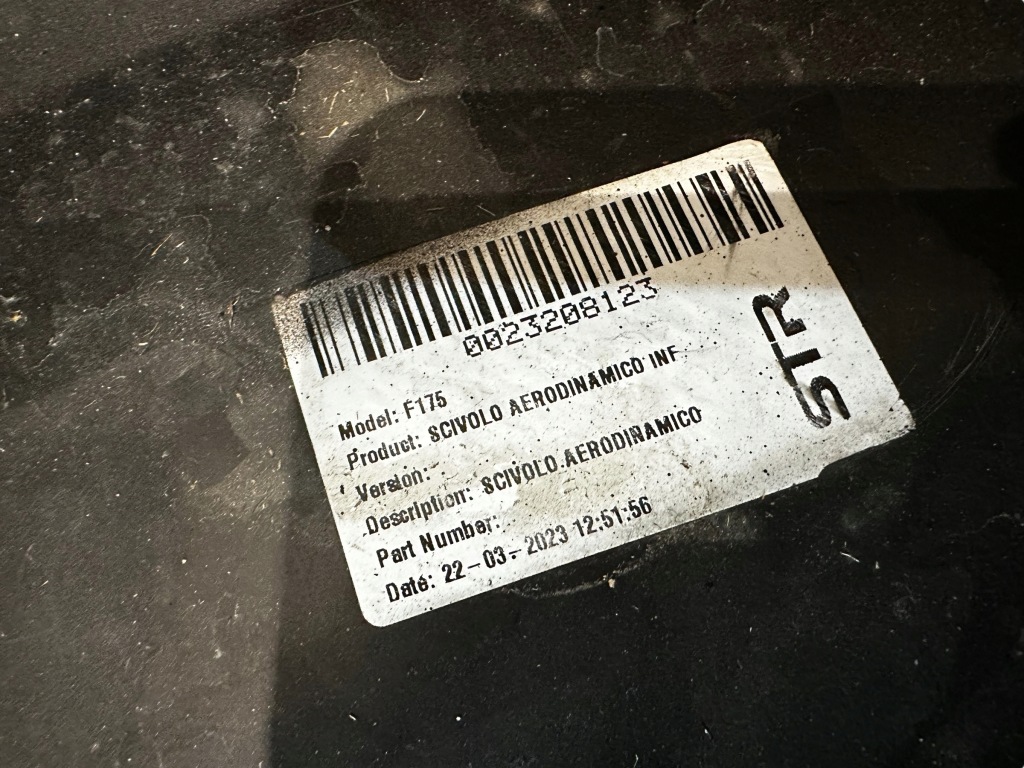 0023208123
STR
Model: F175
Product: SCIVOLO AERODINAMICO INF
Version:
Description: SCIVOLO AERODINAMICO
Part Number:
Date: 22-03-2023 12:51:56